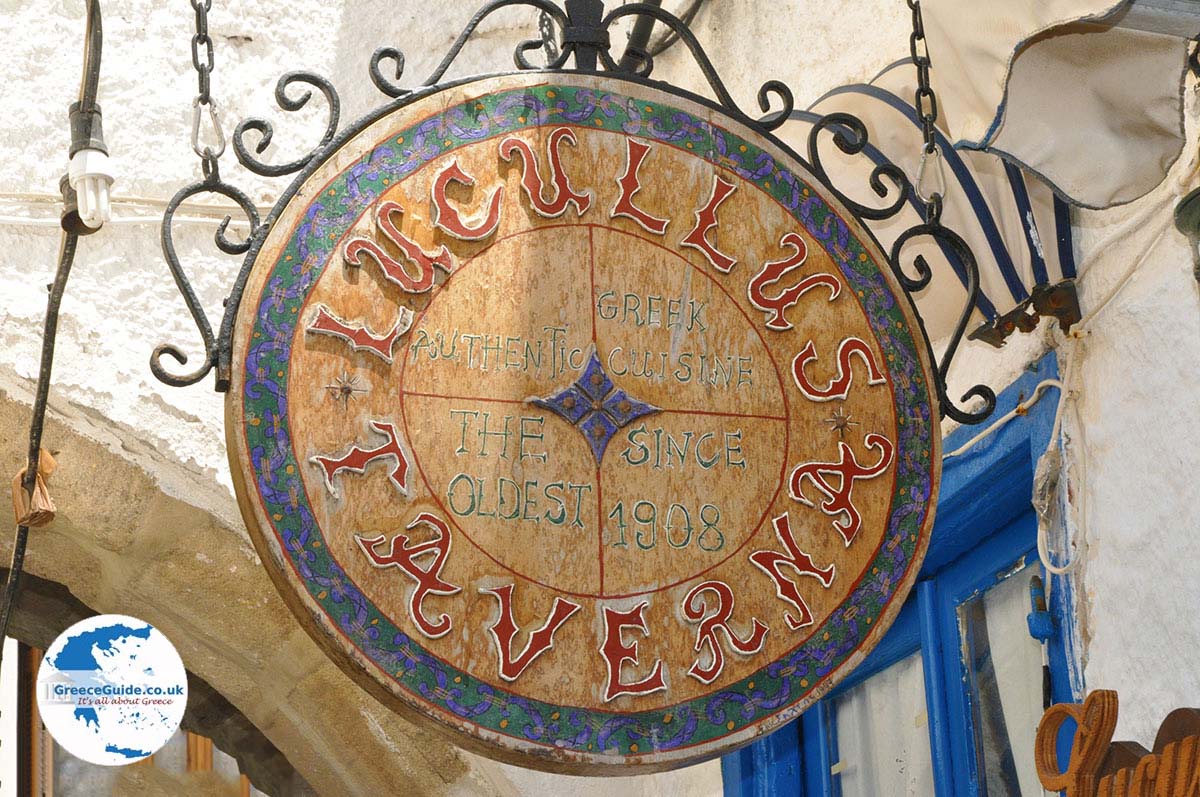 LUCULLUS
TAVERNA
GREEK
AUTHENTIC CUISINE
THE SINCE
OLDEST 1908
GreeceGuide.co.uk
It's all about Greece